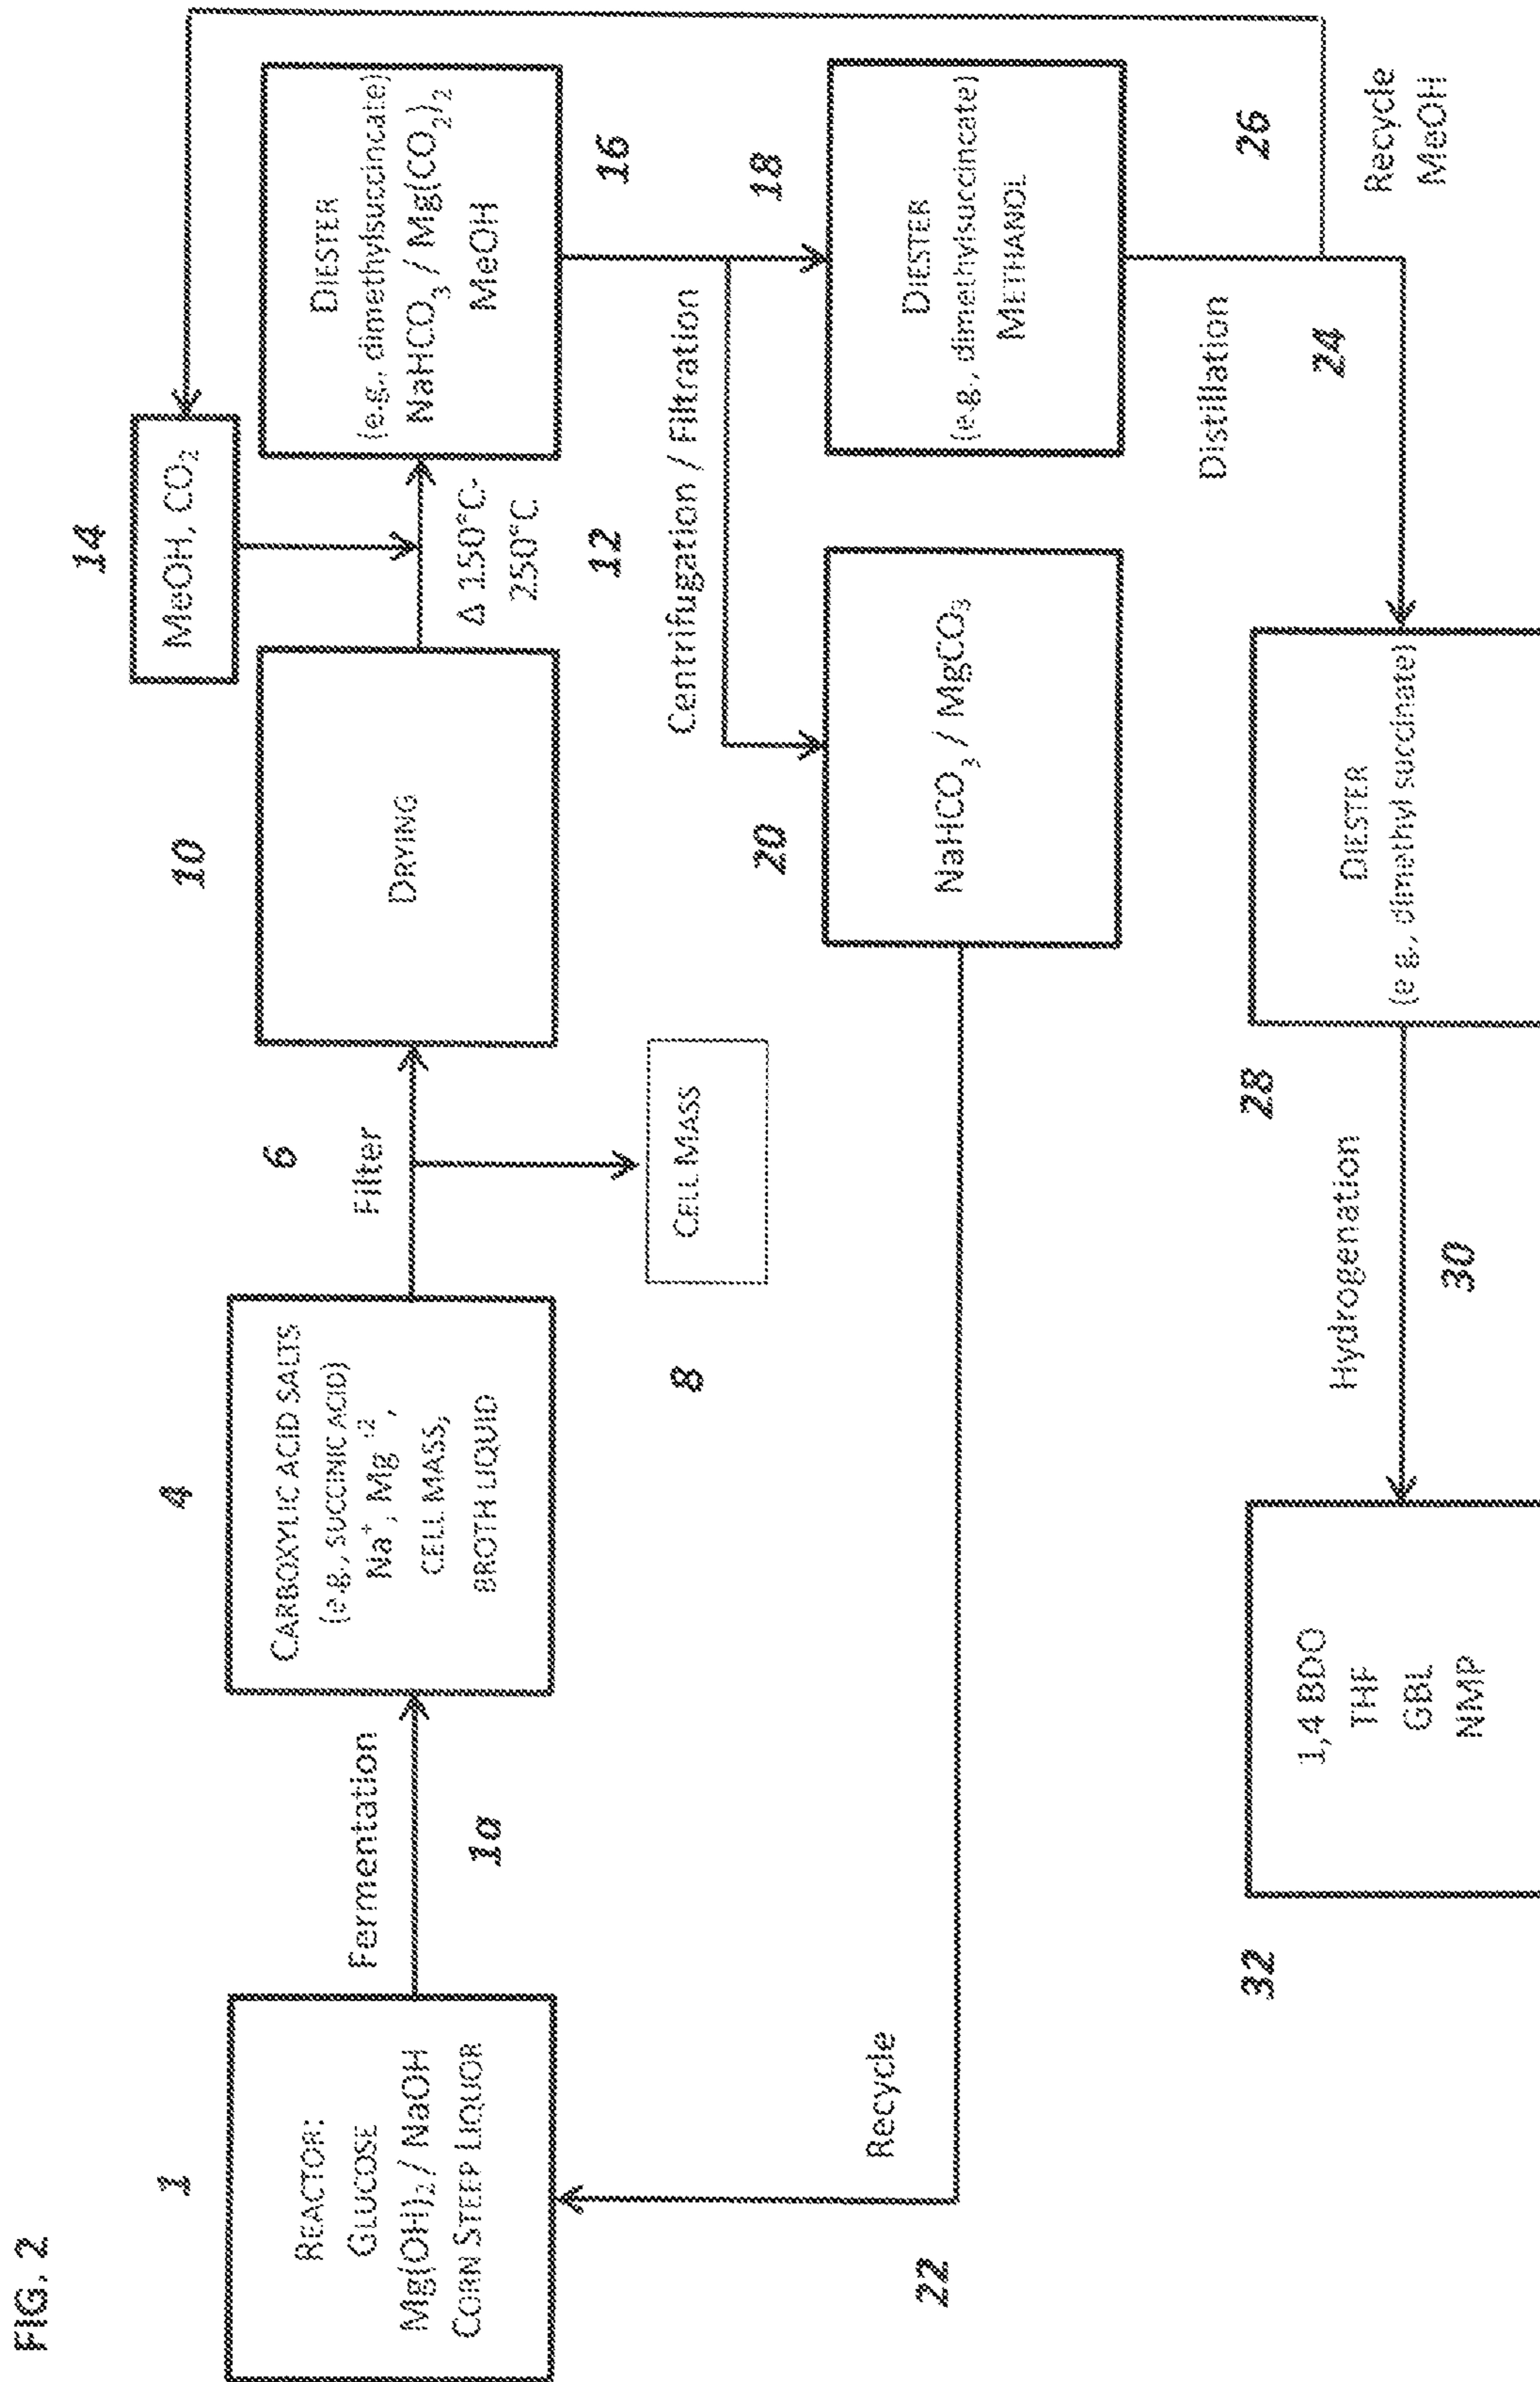 FIG. 2
1
REACTOR:
GLUCOSE
Mg(OH)₂ / NaOH
CORN STEEP LIQUOR
Fermentation
1a
4
CARBOXYLIC ACID SALTS
(e.g., SUCCINIC ACID)
Na⁺, Mg⁺²,
CELL MASS,
BROTH LIQUID
6
Filter
8
CELL MASS
10
DRYING
14
MeOH, CO₂
Δ 150°C-
250°C
12
DIESTER
(e.g., dimethylsuccincate)
NaHCO₃ / Mg(CO₂)₂
MeOH
16
Centrifugation / Filtration
18
DIESTER
(e.g., dimethylsuccincate)
METHANOL
20
NaHCO₃ / MgCO₃
Recycle
22
Distillation
24
26
Recycle
MeOH
28
DIESTER
(e g., dimethyl succinate)
Hydrogenation
30
32
1,4 BDO
THF
GBL
NMP